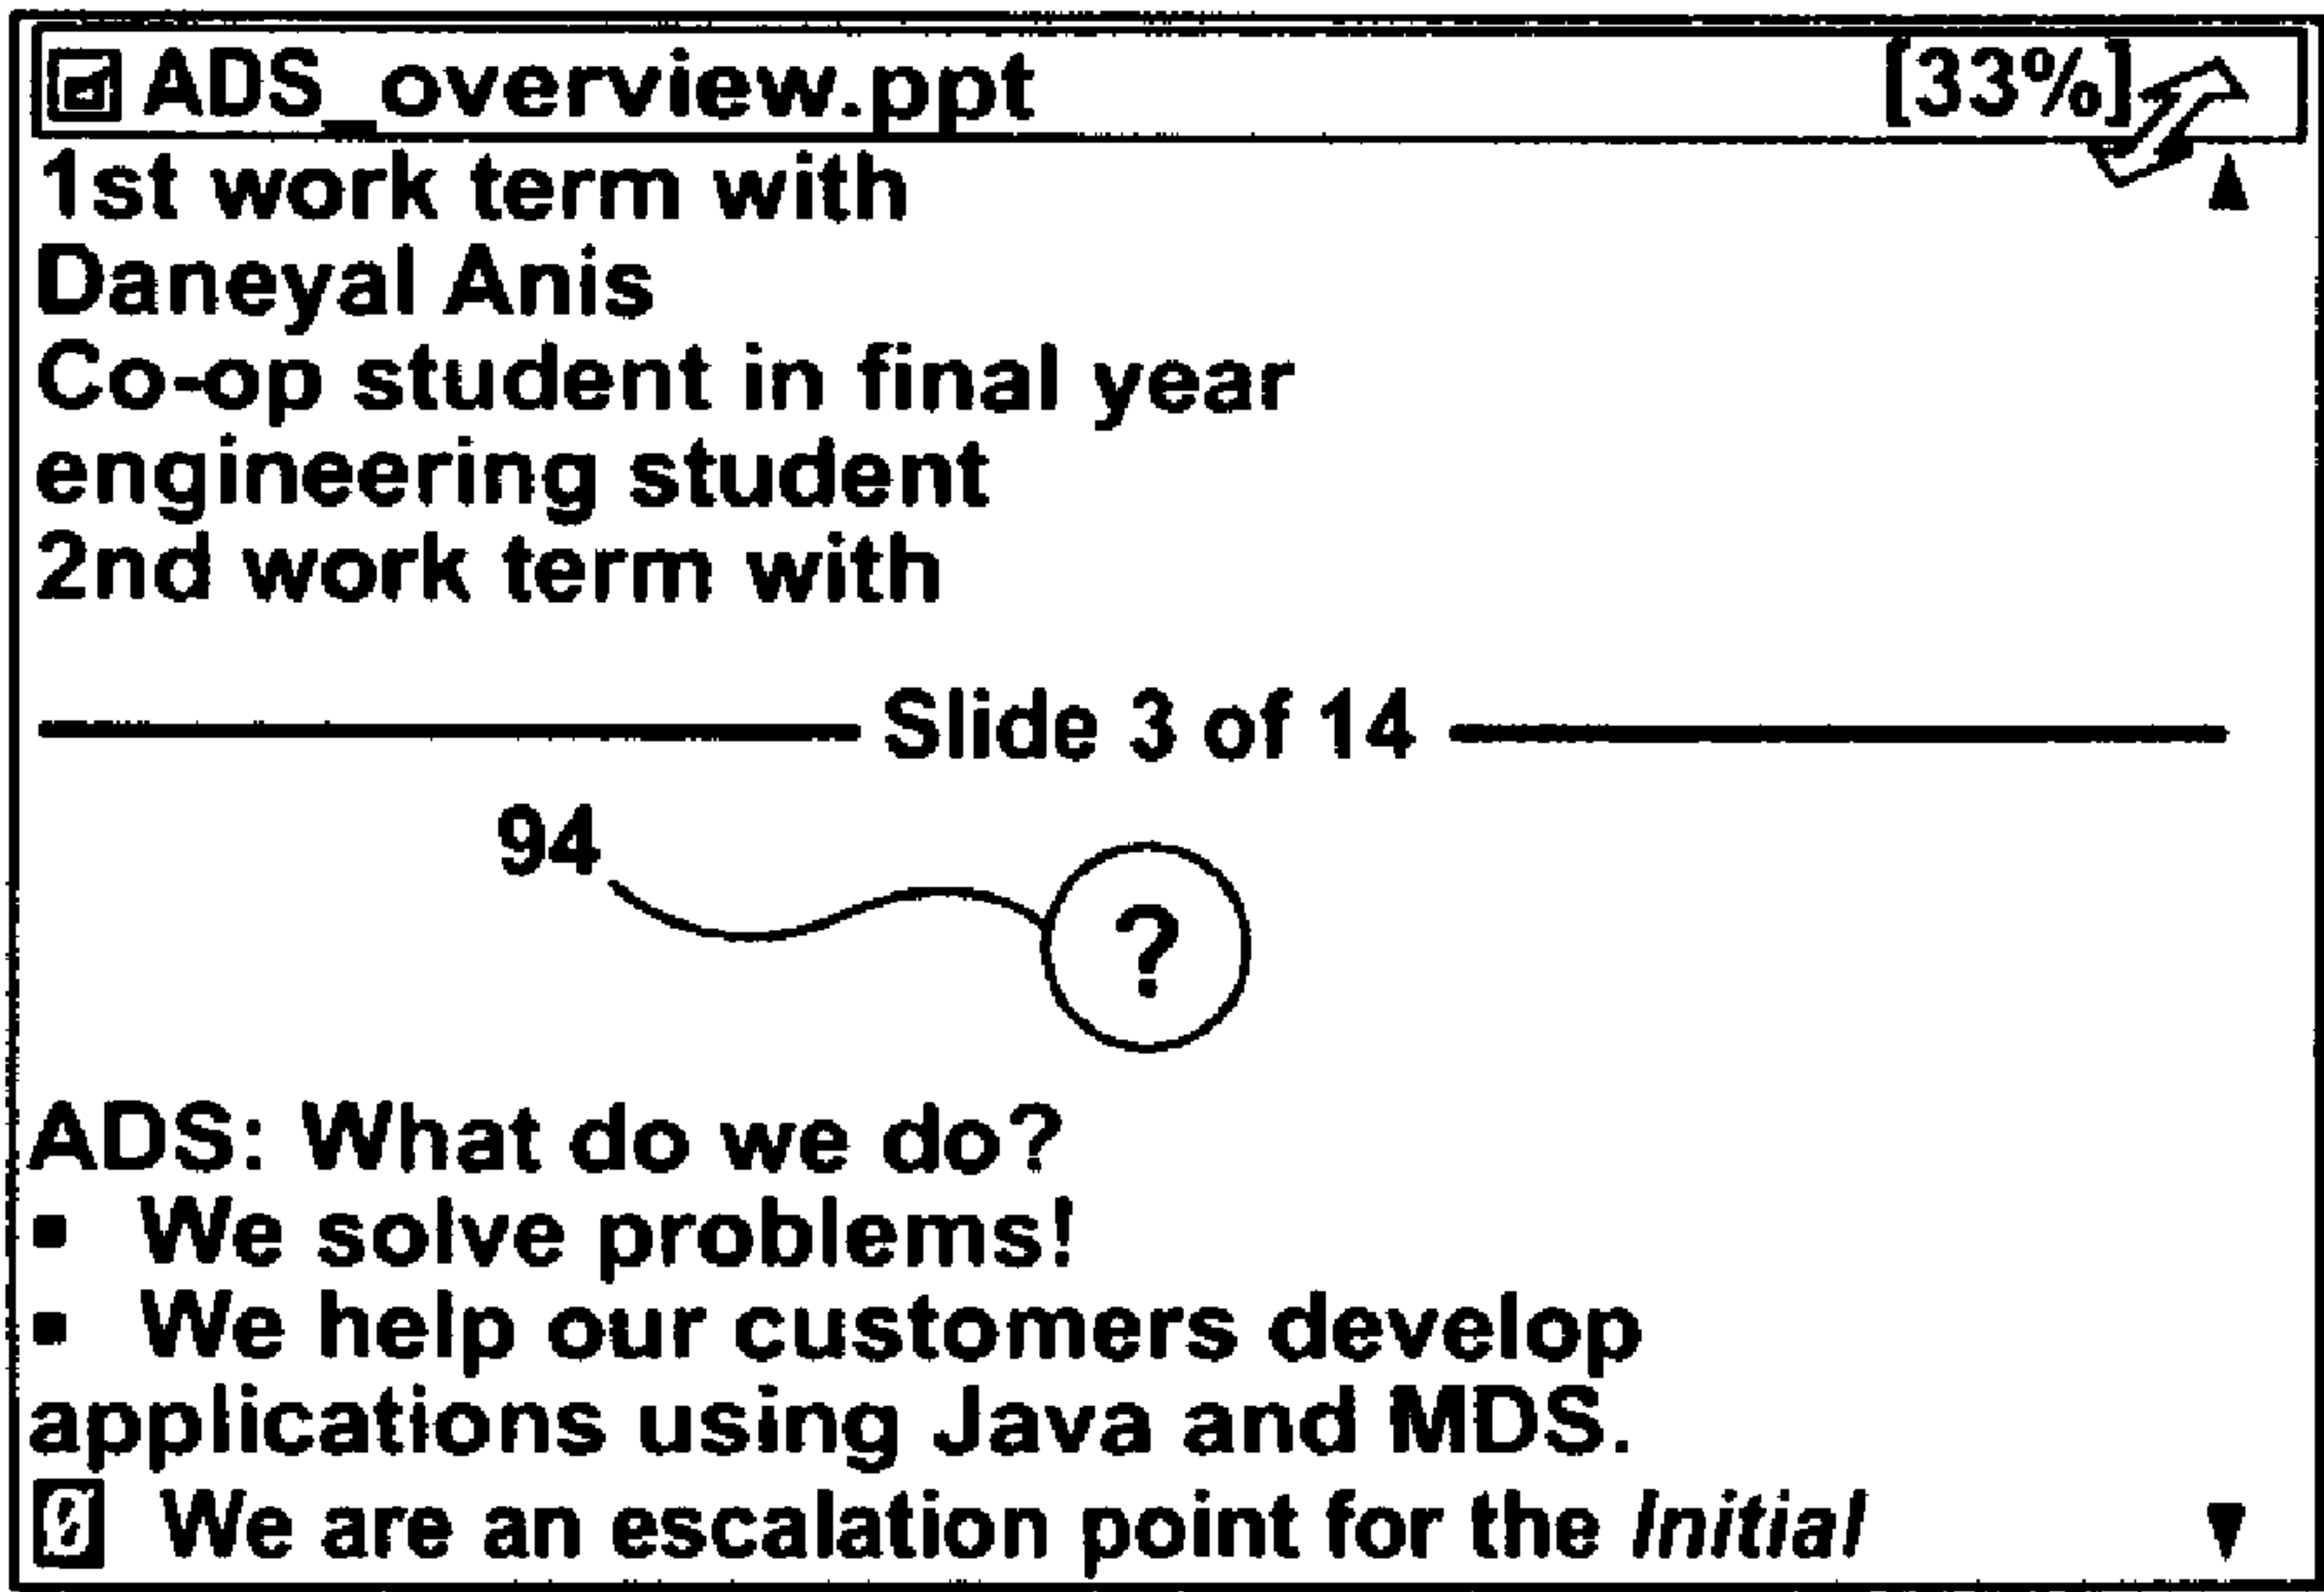 ADS_overview.ppt [33%]
1st work term with
Daneyal Anis
Co-op student in final year
engineering student
2nd work term with
Slide 3 of 14
94
?
ADS: What do we do?
▪ We solve problems!
▪ We help our customers develop
applications using Java and MDS.
We are an escalation point for the Initial